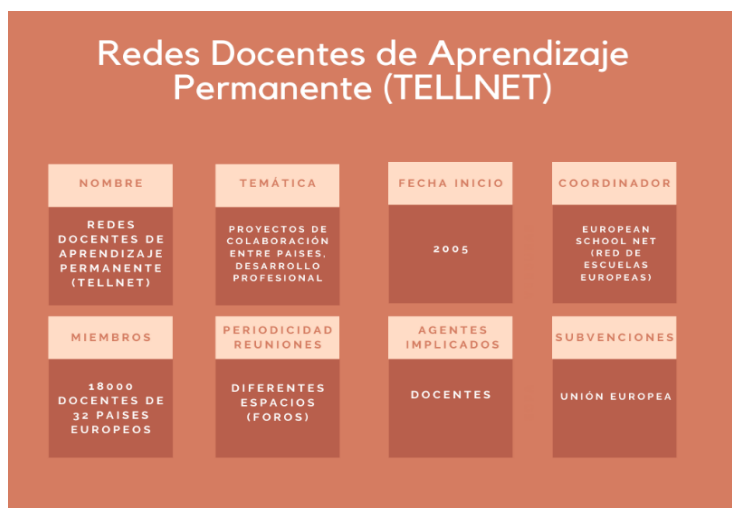 Redes Docentes de Aprendizaje
Permanente (TELLNET)
NOMBRE
REDES
DOCENTES DE
APRENDIZAJE
PERMANENTE
(TELLNET)
TEMÁTICA
PROYECTOS DE
COLABORACIÓN
ENTRE PAISES,
DESARROLLO
PROFESIONAL
FECHA INICIO
2005
COORDINADOR
EUROPEAN
SCHOOL NET
(RED DE
ESCUELAS
EUROPEAS)
MIEMBROS
18000
DOCENTES DE
32 PAISES
EUROPEOS
PERIODICIDAD
REUNIONES
DIFERENTES
ESPACIOS
(FOROS)
AGENTES
IMPLICADOS
DOCENTES
SUBVENCIONES
UNIÓN EUROPEA